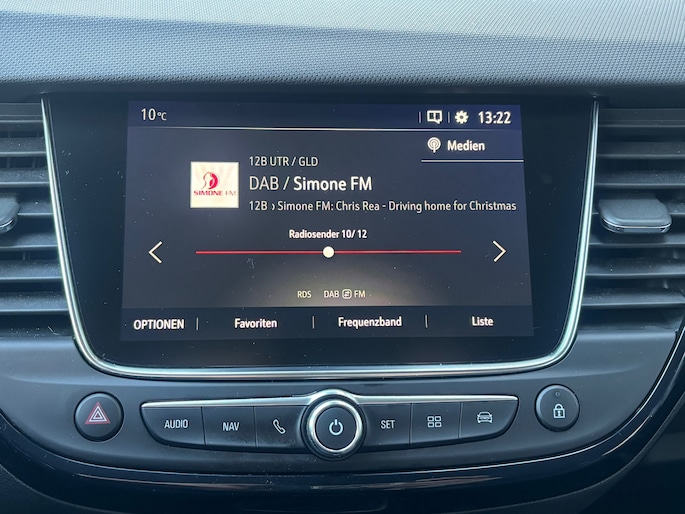 10 °C
13:22
Medien
12B UTR / GLD
SIMONE FM
DAB / Simone FM
12B › Simone FM: Chris Rea - Driving home for Christmas
Radiosender 10/ 12
RDS DAB FM
OPTIONEN Favoriten Frequenzband Liste
AUDIO NAV SET